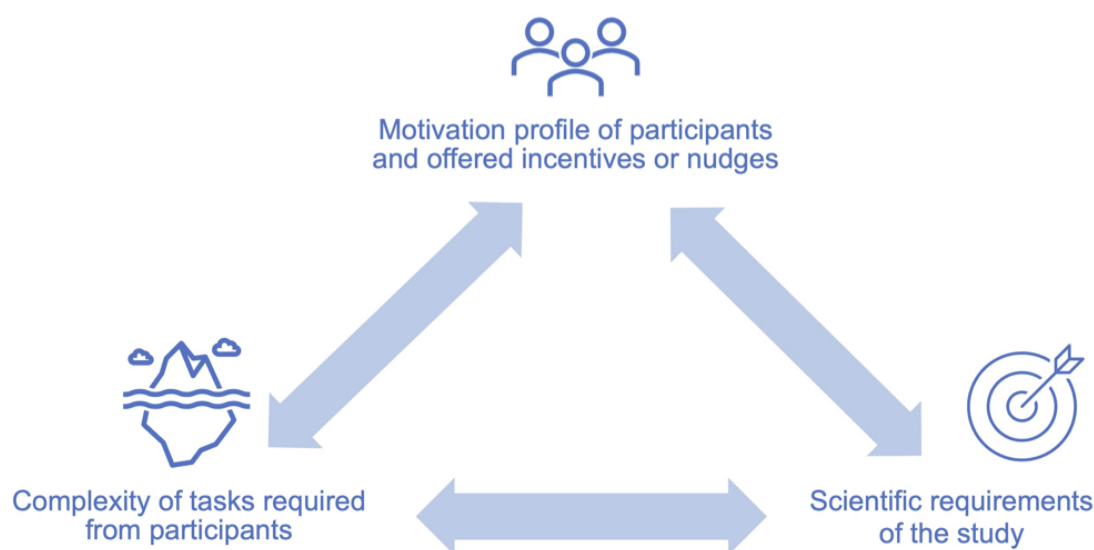 Motivation profile of participants
and offered incentives or nudges
Complexity of tasks required
from participants
Scientific requirements
of the study